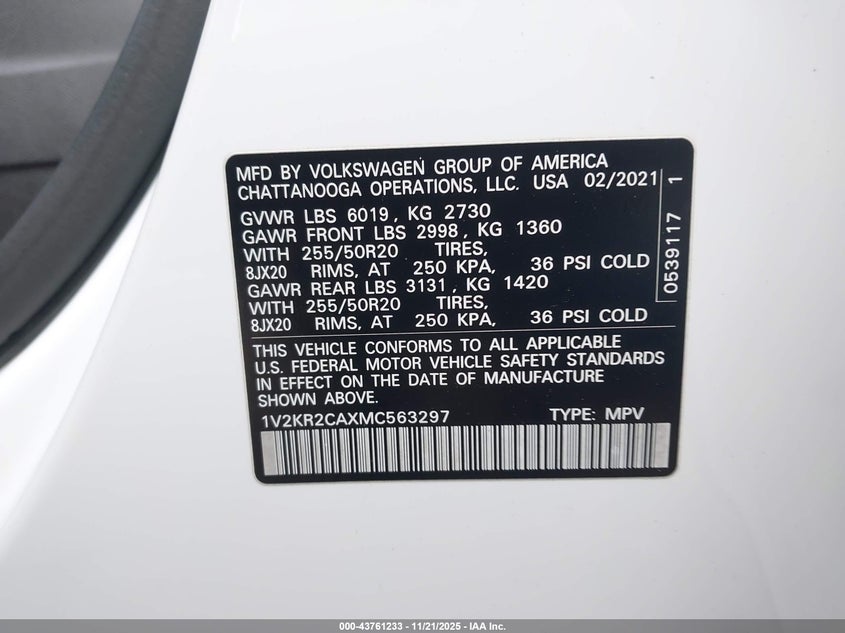 MFD BY VOLKSWAGEN GROUP OF AMERICA
CHATTANOOGA OPERATIONS, LLC. USA 02/2021
GVWR LBS 6019, KG 2730
GAWR FRONT LBS 2998, KG 1360
WITH 255/50R20 TIRES,
8JX20 RIMS, AT 250 KPA, 36 PSI COLD
GAWR REAR LBS 3131, KG 1420
WITH 255/50R20 TIRES,
8JX20 RIMS, AT 250 KPA, 36 PSI COLD
0539117 1
THIS VEHICLE CONFORMS TO ALL APPLICABLE
U.S. FEDERAL MOTOR VEHICLE SAFETY STANDARDS
IN EFFECT ON THE DATE OF MANUFACTURE
SHOWN ABOVE.
1V2KR2CAXMC563297 TYPE: MPV
000-43761233 - 11/21/2025 - IAA Inc.